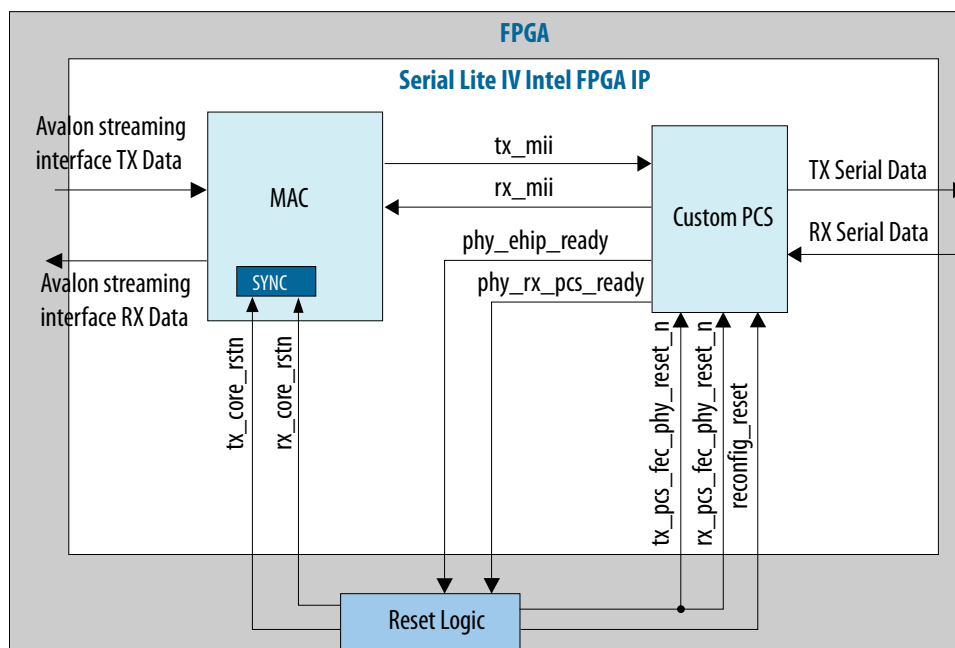 FPGA
Serial Lite IV Intel FPGA IP
Avalon streaming
interface TX Data
MAC
SYNC
Avalon streaming
interface RX Data
tx_mii
rx_mii
phy_ehip_ready
phy_rx_pcs_ready
Custom PCS
TX Serial Data
RX Serial Data
tx_core_rstn
rx_core_rstn
tx_pcs_fec_phy_reset_n
rx_pcs_fec_phy_reset_n
reconfig_reset
Reset Logic